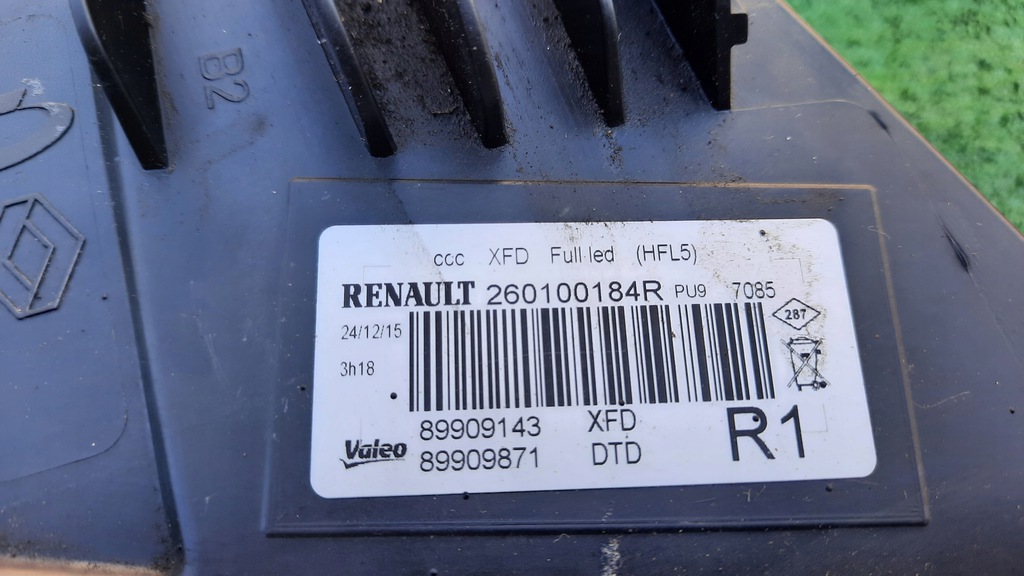 B2
ccc XFD Full led (HFL5)
RENAULT 260100184R PU9 7085
24/12/15
287
3h18
89909143 XFD
Valeo 89909871 DTD
R1